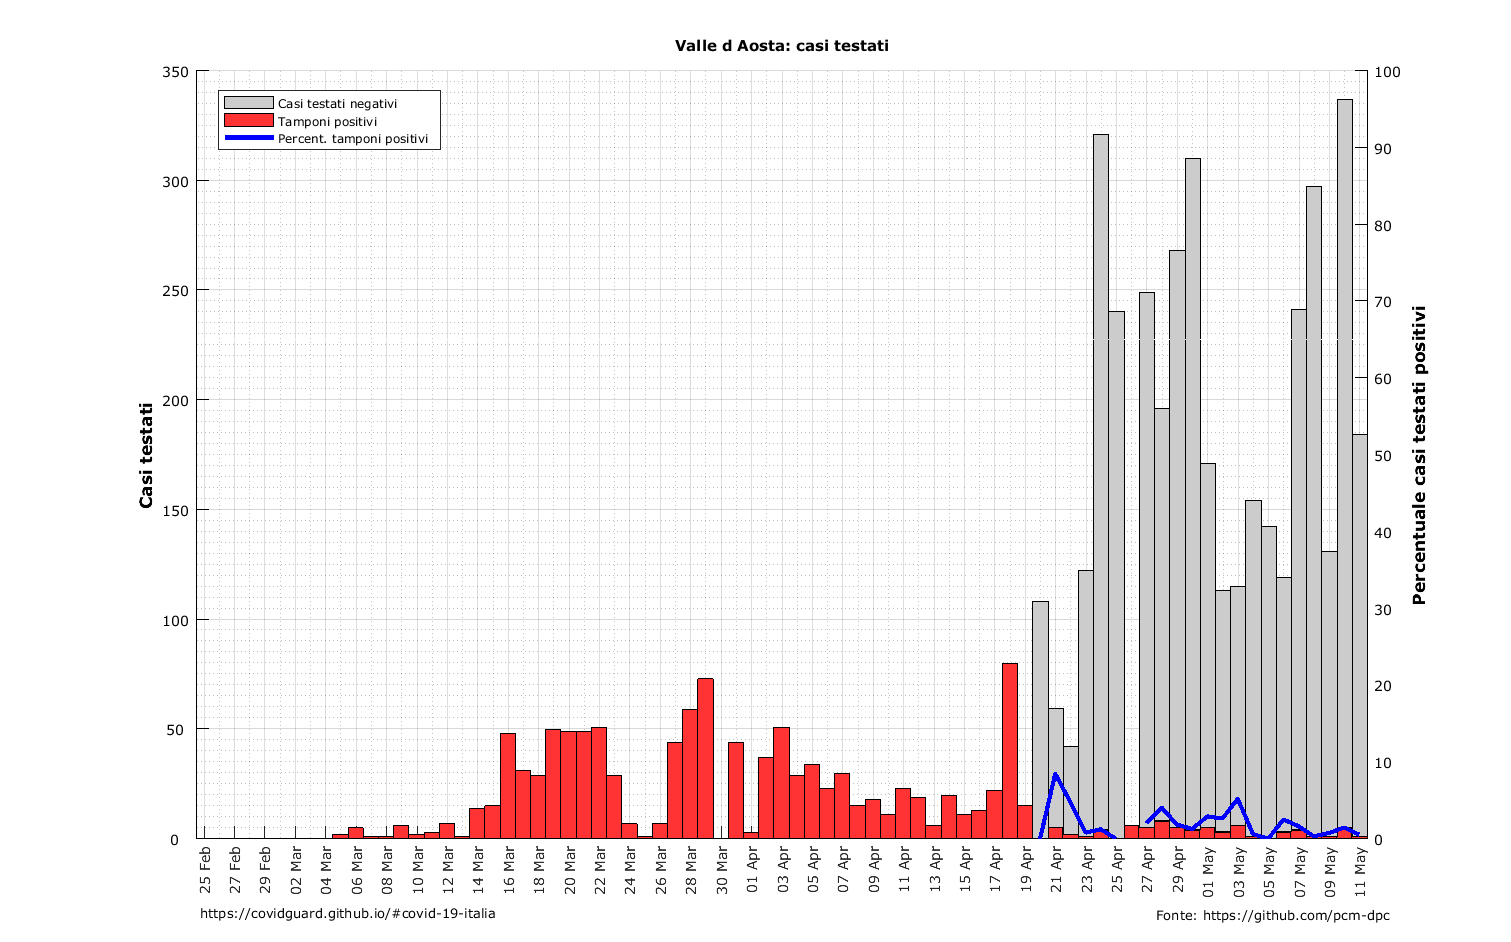 Valle d Aosta: casi testati
350
300
250
200
150
100
50
0
Casi testati
Casi testati negativi
Tamponi positivi
Percent. tamponi positivi
100
90
80
70
60
50
40
30
20
10
0
Percentuale casi testati positivi
25 Feb
27 Feb
29 Feb
02 Mar
04 Mar
06 Mar
08 Mar
10 Mar
12 Mar
14 Mar
16 Mar
18 Mar
20 Mar
22 Mar
24 Mar
26 Mar
28 Mar
30 Mar
01 Apr
03 Apr
05 Apr
07 Apr
09 Apr
11 Apr
13 Apr
15 Apr
17 Apr
19 Apr
21 Apr
23 Apr
25 Apr
27 Apr
29 Apr
01 May
03 May
05 May
07 May
09 May
11 May
https://covidguard.github.io/#covid-19-italia
Fonte: https://github.com/pcm-dpc